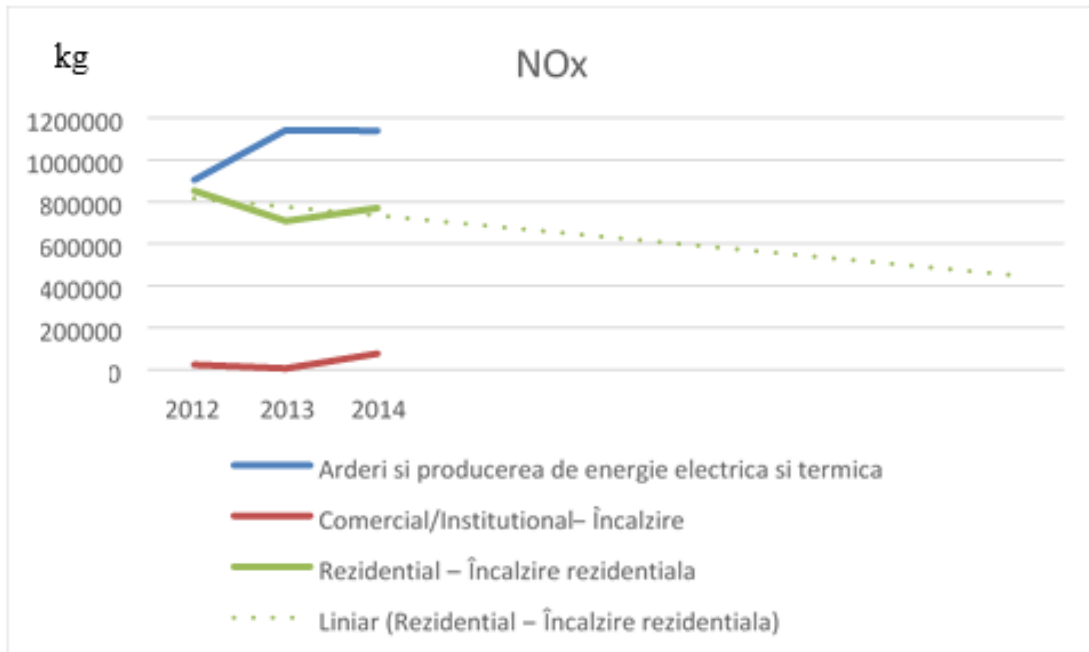 kg
NOx
1200000
1000000
800000
600000
400000
200000
0
2012 2013 2014
Arderi si producerea de energie electrica si termica
Comercial/Institutional– Încalzire
Rezidential – Încalzire rezidentiala
Liniar (Rezidential – Încalzire rezidentiala)